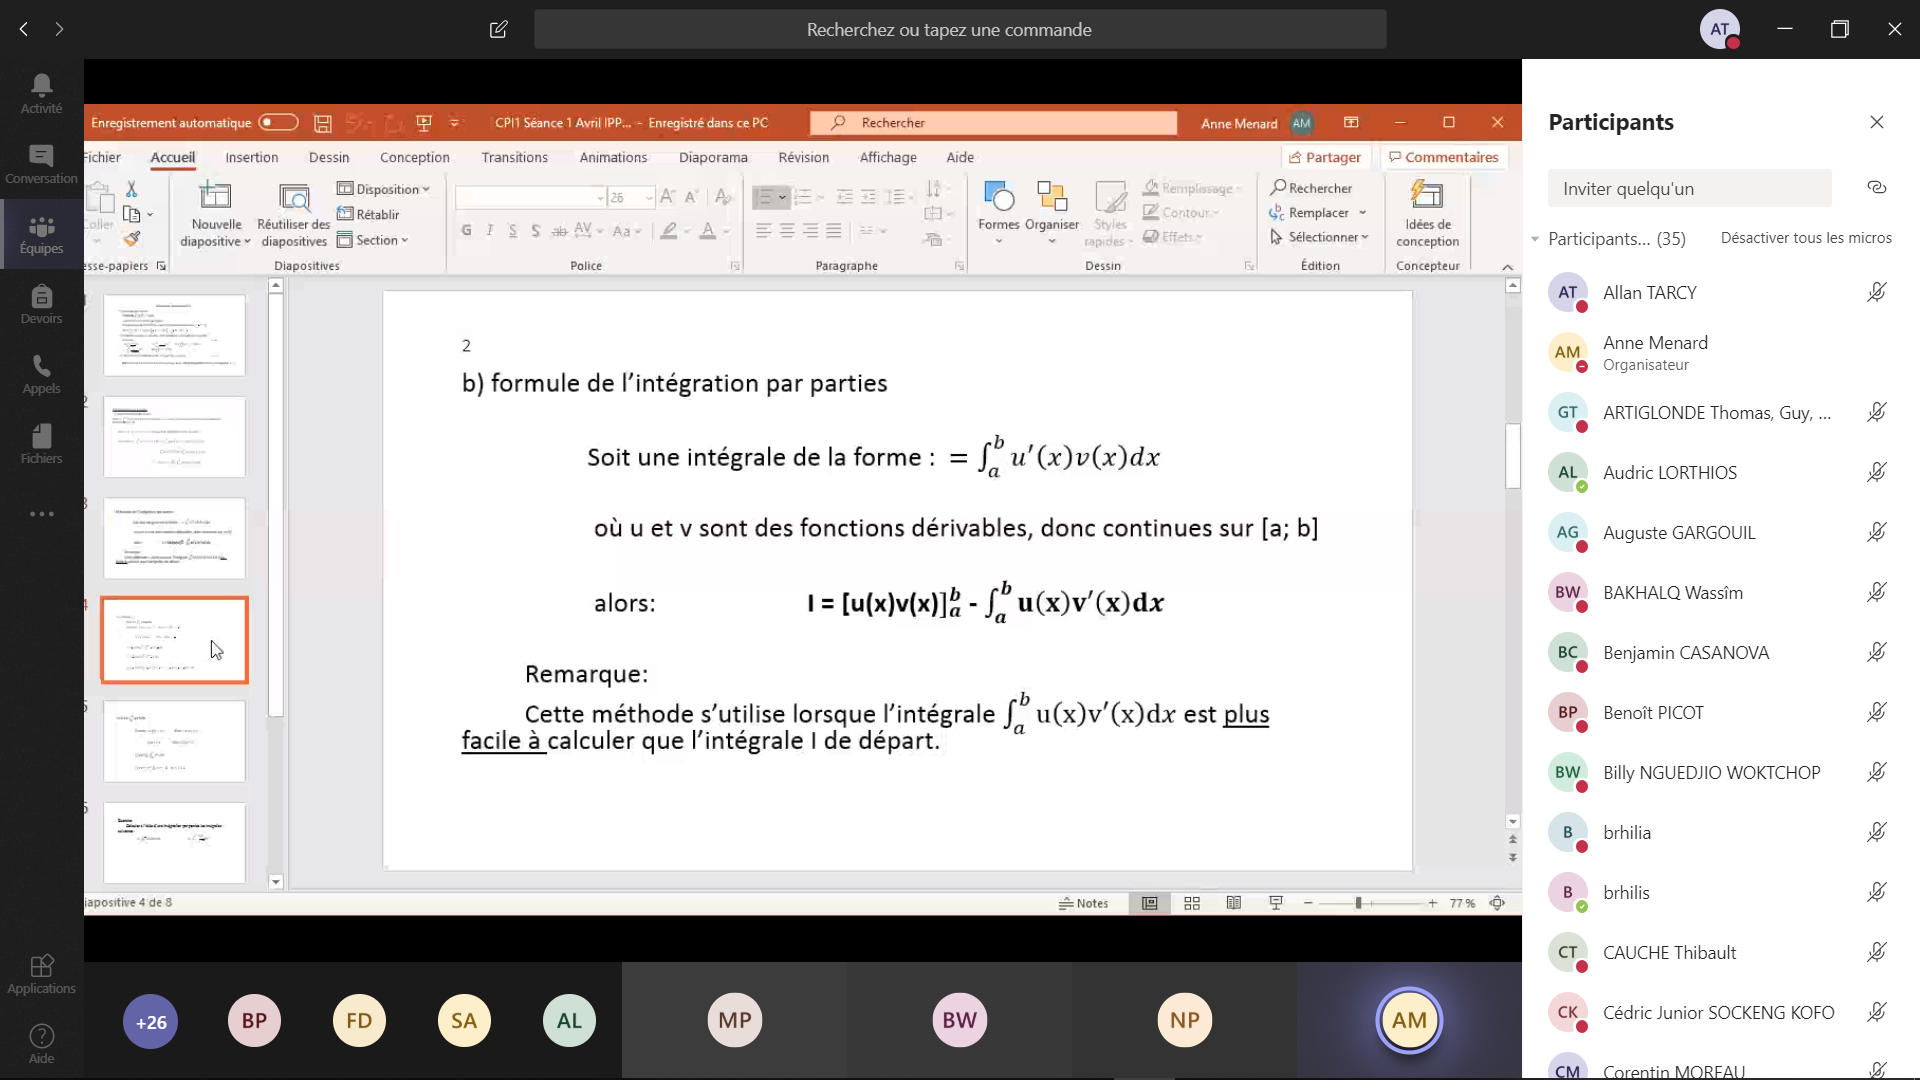 Recherchez ou tapez une commande
AT
Activité
Conversation
Équipes
Devoirs
Appels
Fichiers
Applications
Aide
Enregistrement automatique
CPI1 Séance 1 Avril IPP... - Enregistré dans ce PC
Rechercher
Anne Menard AM
Fichier Accueil Insertion Dessin Conception Transitions Animations Diaporama Révision Affichage Aide
Partager Commentaires
Nouvelle diapositive
Réutiliser des diapositives
Disposition
Rétablir
Section
Diapositives
26
G I S S ab AV Aa A
Police
Paragraphe
Formes Organiser Styles rapides
Remplissage
Contour
Effets
Dessin
Rechercher
Remplacer
Sélectionner
Édition
Idées de conception
Concepteur
2
b) formule de l’intégration par parties
Soit une intégrale de la forme : = ∫_a^b u′(x)v(x)dx
où u et v sont des fonctions dérivables, donc continues sur [a; b]
alors: I = [u(x)v(x)]_a^b - ∫_a^b u(x)v′(x)dx
Remarque:
Cette méthode s’utilise lorsque l’intégrale ∫_a^b u(x)v′(x)dx est plus
facile à calculer que l’intégrale I de départ.
iapositive 4 de 8
Notes
77 %
+26
BP
FD
SA
AL
MP
BW
NP
AM
Participants
Inviter quelqu'un
Participants... (35) Désactiver tous les micros
AT Allan TARCY
AM Anne Menard
Organisateur
GT ARTIGLONDE Thomas, Guy, ...
AL Audric LORTHIOS
AG Auguste GARGOUIL
BW BAKHALQ Wassîm
BC Benjamin CASANOVA
BP Benoît PICOT
BW Billy NGUEDJIO WOKTCHOP
B brhilia
B brhilis
CT CAUCHE Thibault
CK Cédric Junior SOCKENG KOFO
CM Corentin MOREAU